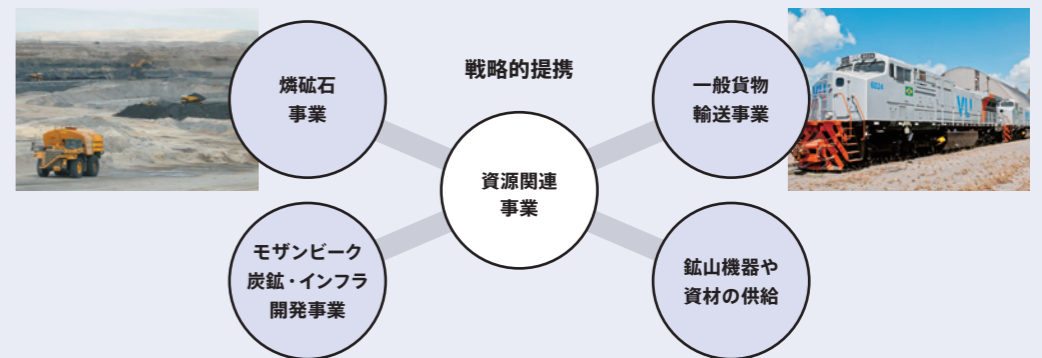 戦略的提携
燐砿石
事業
一般貨物
輸送事業
資源関連
事業
モザンビーク
炭鉱・インフラ
開発事業
鉱山機器や
資材の供給
VLI